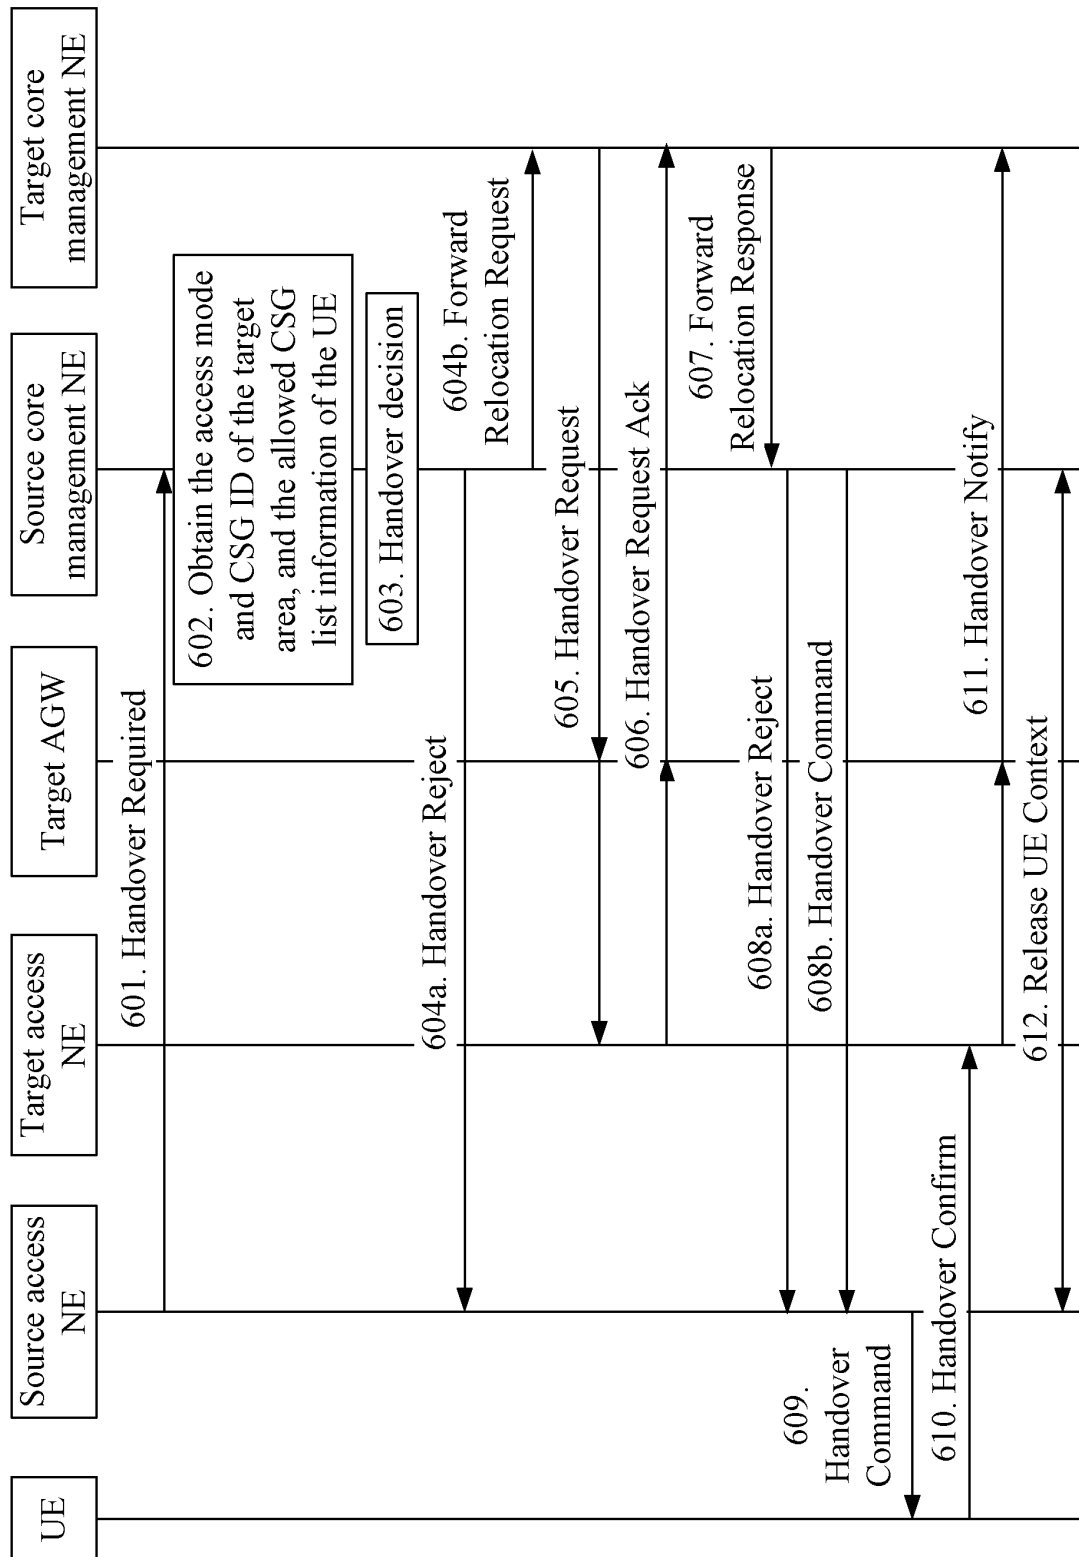 UE
Source access
NE
Target access
NE
Target AGW
Source core
management NE
Target core
management NE
601. Handover Required
602. Obtain the access mode
and CSG ID of the target
area, and the allowed CSG
list information of the UE
603. Handover decision
604a. Handover Reject
604b. Forward
Relocation Request
605. Handover Request
606. Handover Request Ack
607. Forward
Relocation Response
608a. Handover Reject
608b. Handover Command
609.
Handover
Command
610. Handover Confirm
611. Handover Notify
612. Release UE Context